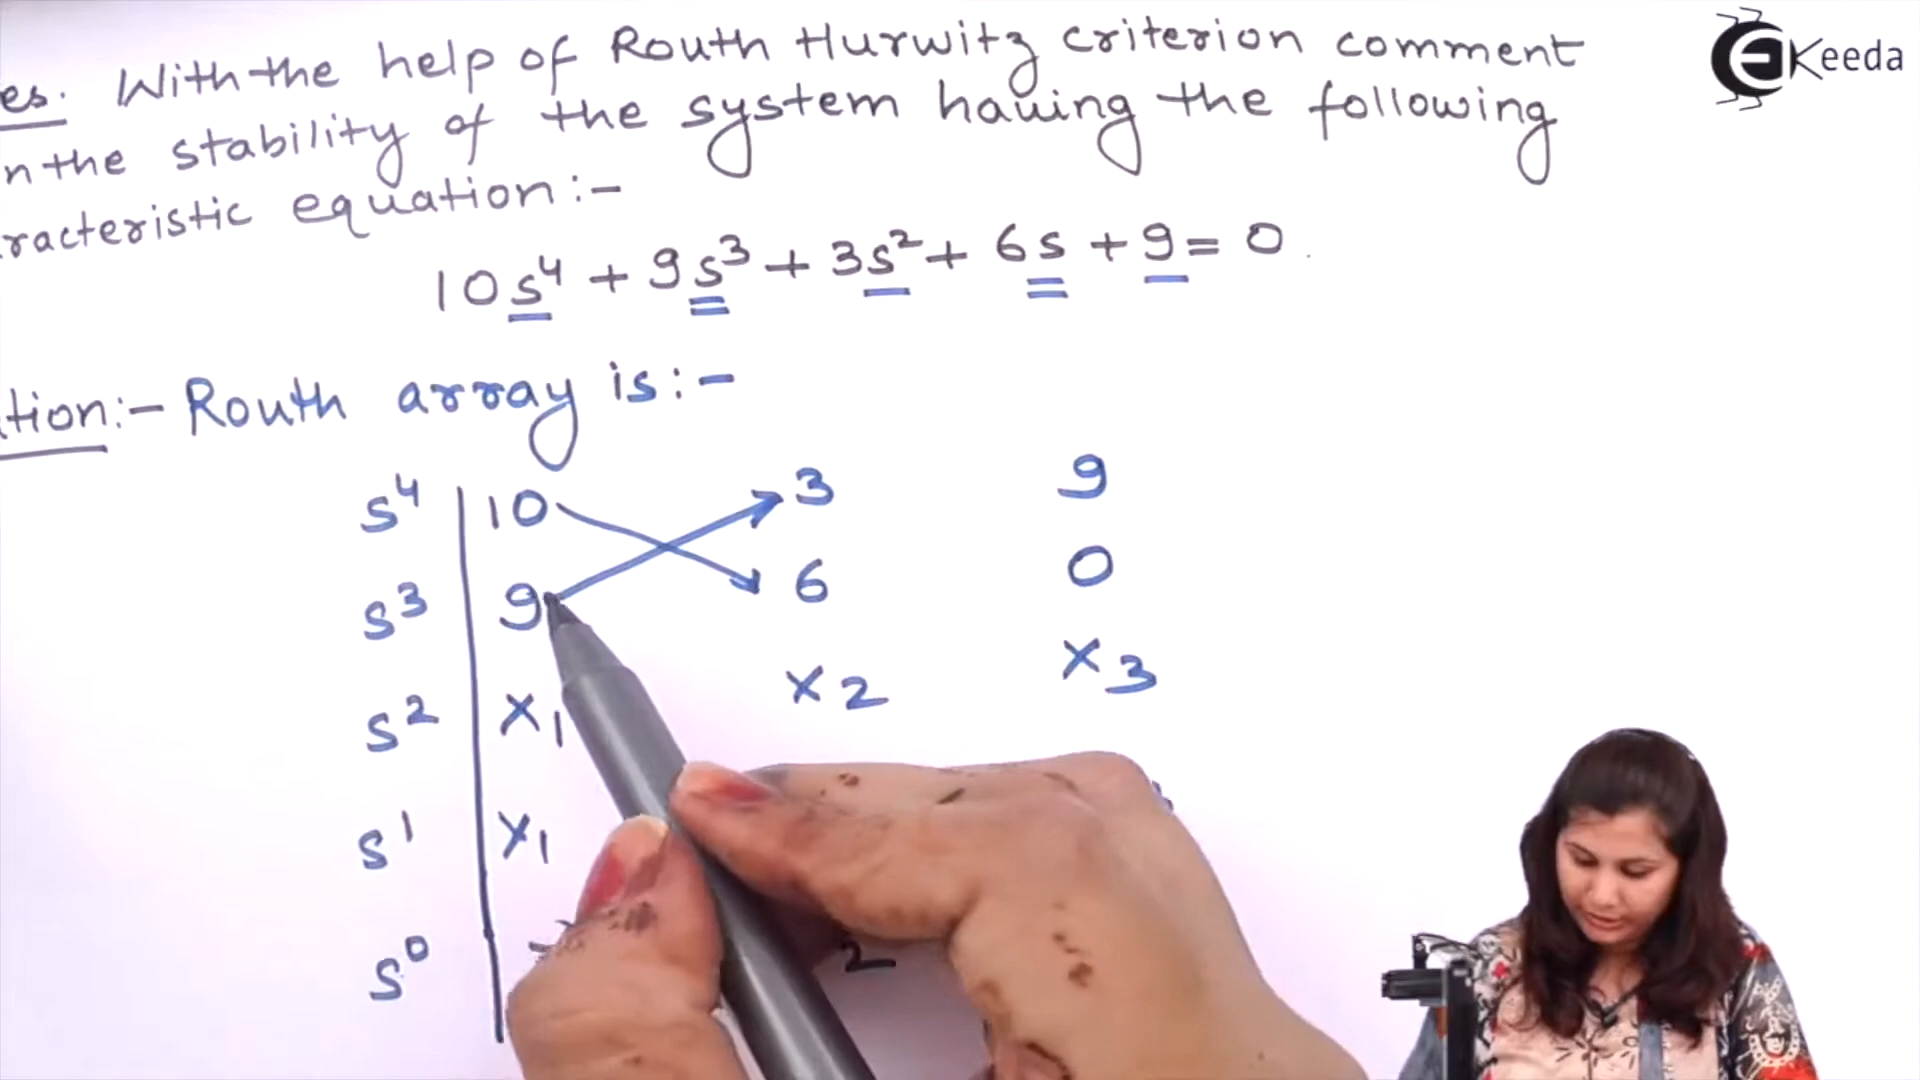 es. With the help of Routh Hurwitz criterion comment
n the stability of the system having the following
racteristic equation:-
10s⁴ + 9s³ + 3s² + 6s + 9 = 0
tion:- Routh array is:-
s⁴ 10 3 9
s³ 9 6 0
s² x₁ x₂ x₃
s¹ x₁
s⁰ 2
EKeeda